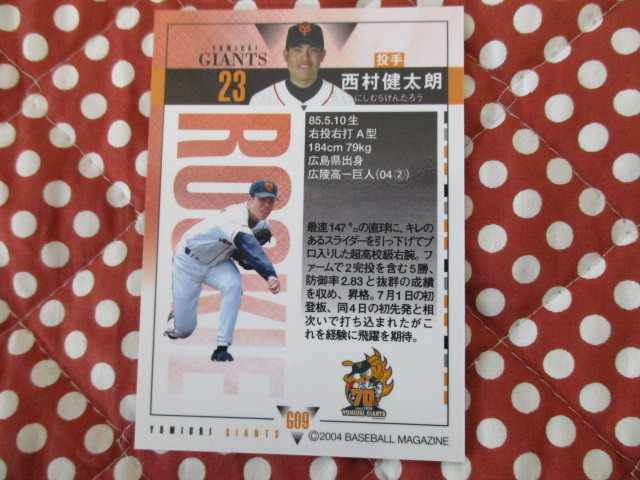 YOMIURI
GIANTS
23
投手
西村健太朗
にしむらけんたろう
ROOKIE
85.5.10生
右投右打A型
184cm 79kg
広島県出身
広陵高ー巨人(04②)
最速147㌔の直球に、キレの
あるスライダーを引っ下げてプ
ロ入りした超高校級右腕。フ
ァームで2完投を含む5勝、
防御率2.83と抜群の成績
を収め、昇格。7月1日の初
登板、同4日の初先発と相
次いで打ち込まれたがこ
れを経験に飛躍を期待。
70
YOMIURI GIANTS
YOMIURI GIANTS
G09
©2004 BASEBALL MAGAZINE